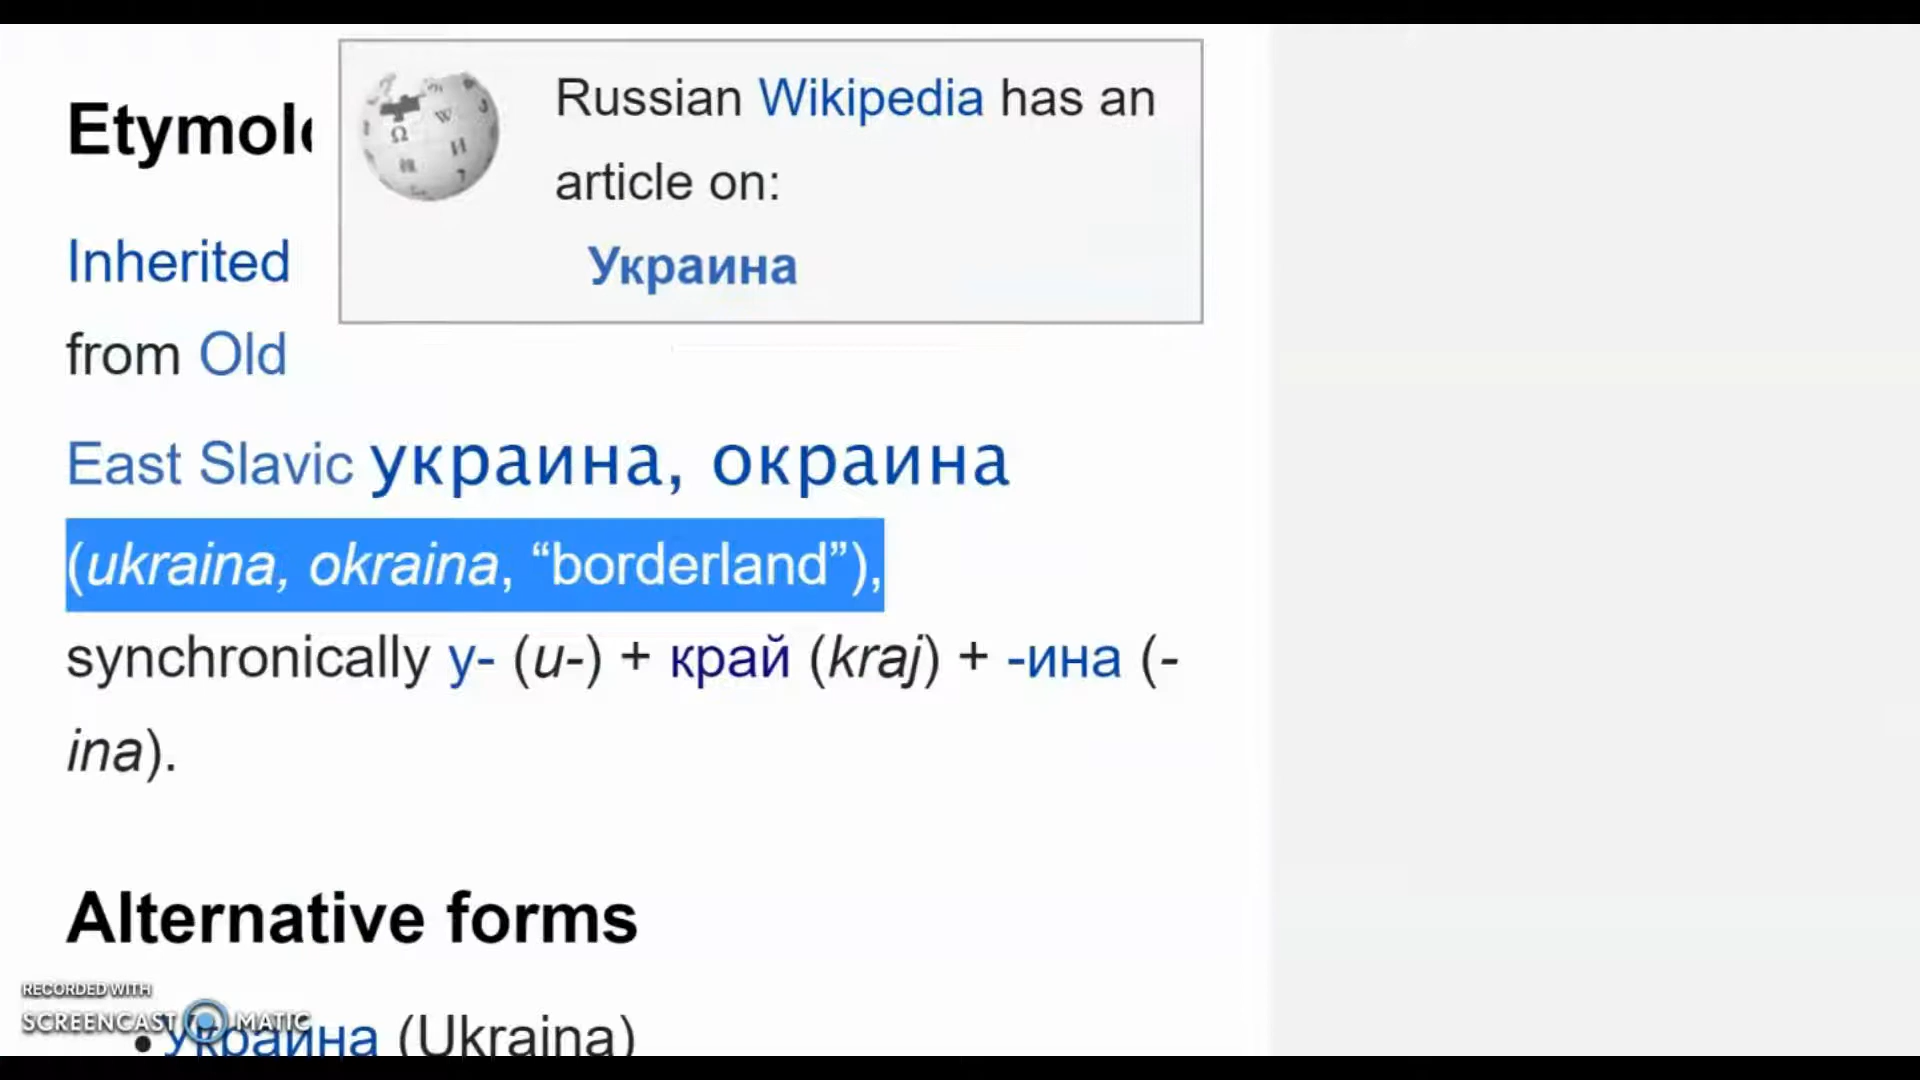 Russian Wikipedia has an
article on:
Украина
Etymol
Inherited
from Old
East Slavic украина, окраина
(ukraina, okraina, “borderland”),
synchronically у- (u-) + край (kraj) + -ина (-
ina).
Alternative forms
• Украина (Ukraina)
RECORDED WITH
SCREENCAST MATIC